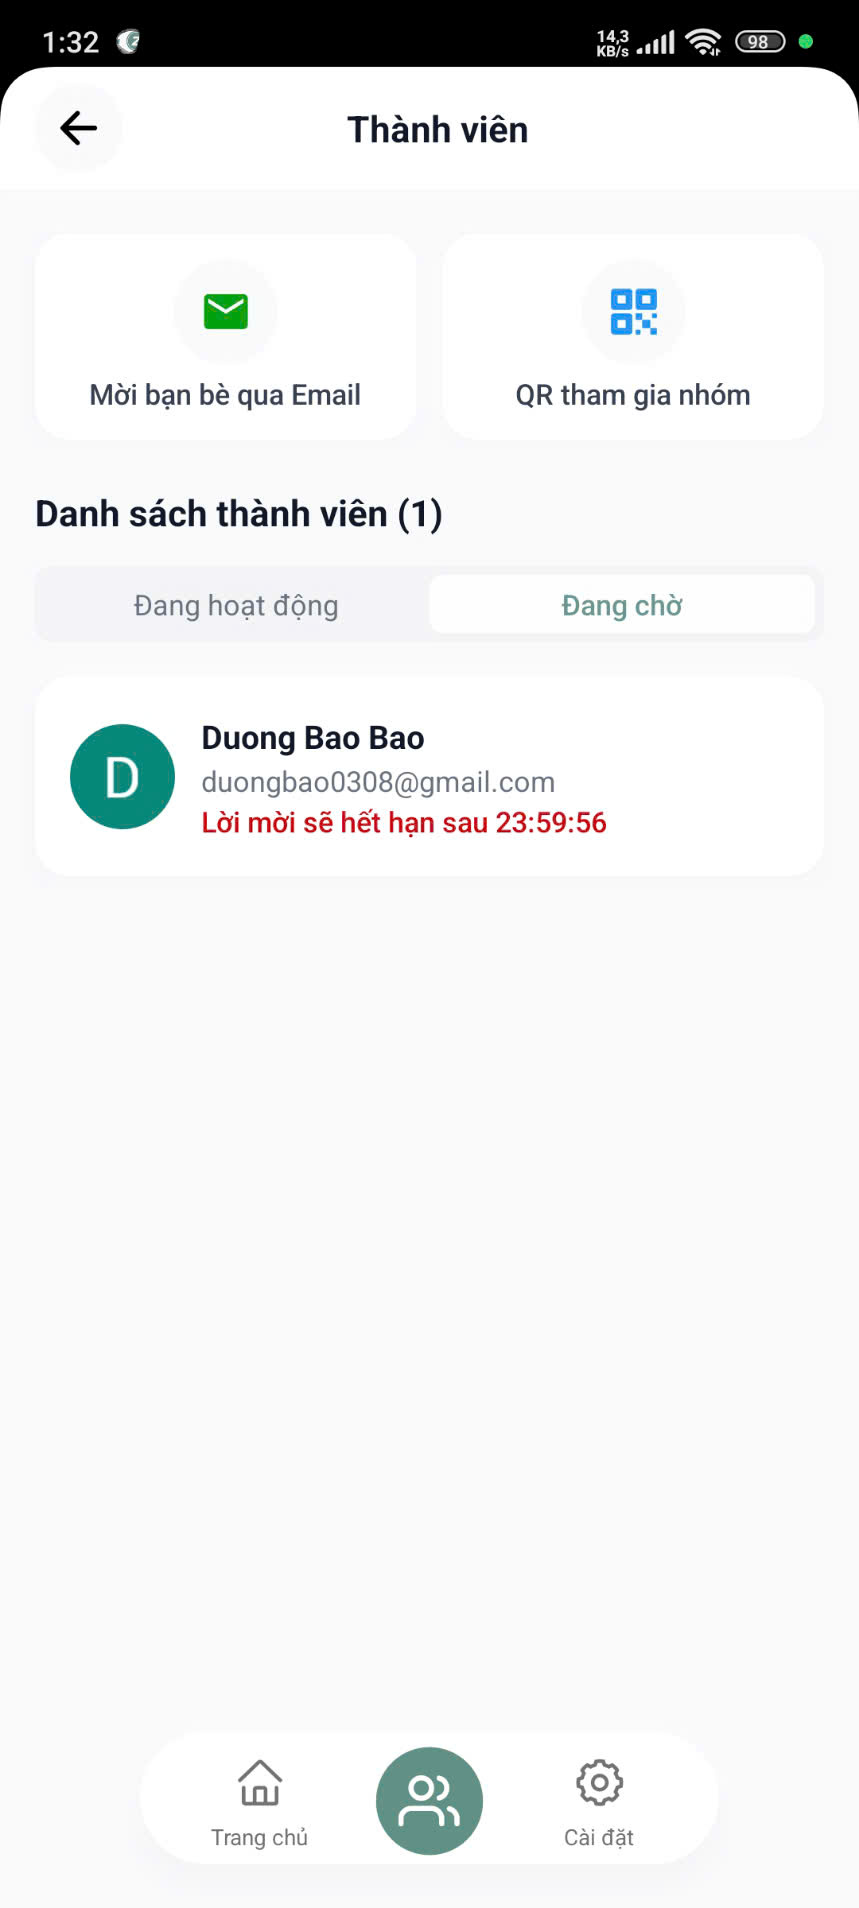 1:32
14,3
KB/s
98
Thành viên
Mời bạn bè qua Email
QR tham gia nhóm
Danh sách thành viên (1)
Đang hoạt động
Đang chờ
D
Duong Bao Bao
duongbao0308@gmail.com
Lời mời sẽ hết hạn sau 23:59:56
Trang chủ
Cài đặt